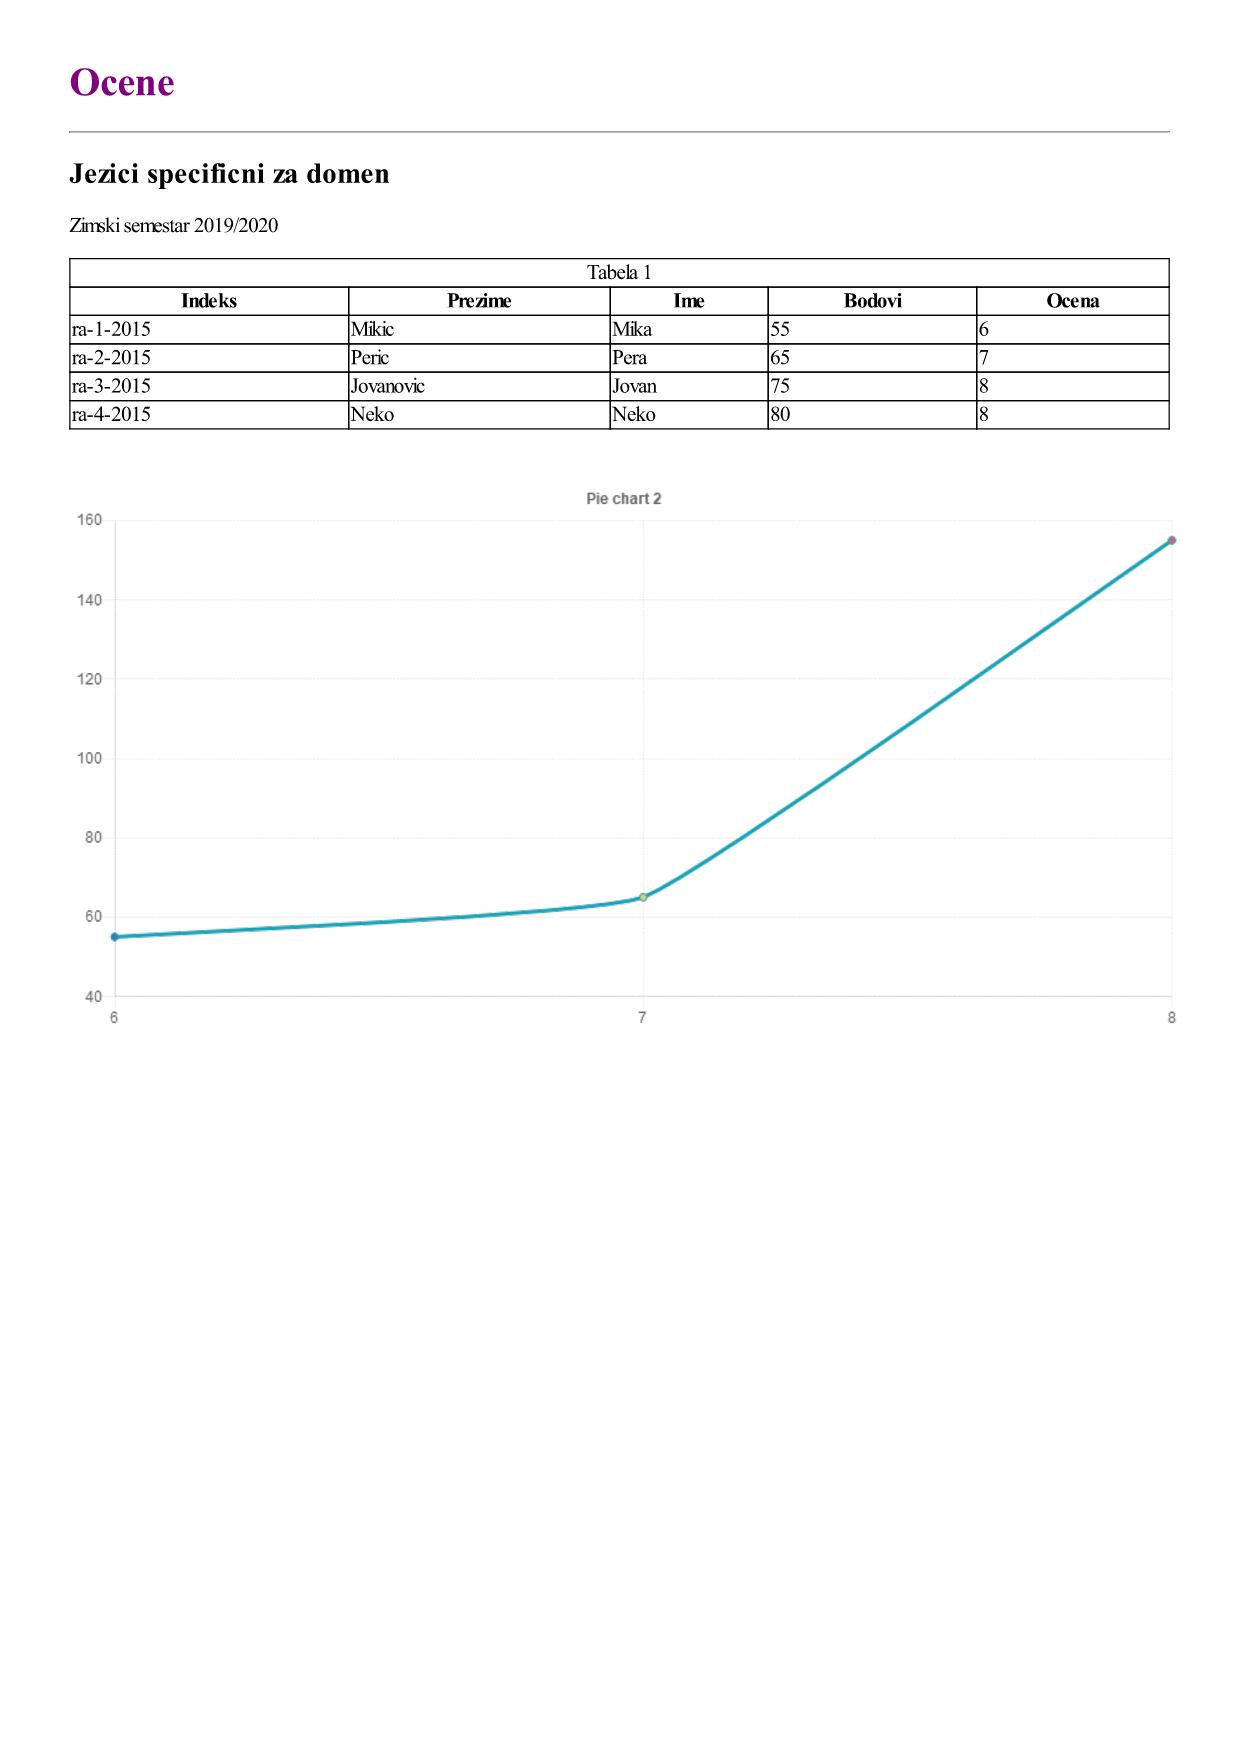 Ocene
Jezici specificni za domen
Zimski semestar 2019/2020
Tabela 1
Indeks Prezime Ime Bodovi Ocena
ra-1-2015 Mikic Mika 55 6
ra-2-2015 Peric Pera 65 7
ra-3-2015 Jovanovic Jovan 75 8
ra-4-2015 Neko Neko 80 8
Pie chart 2
160
140
120
100
80
60
40
6 7 8